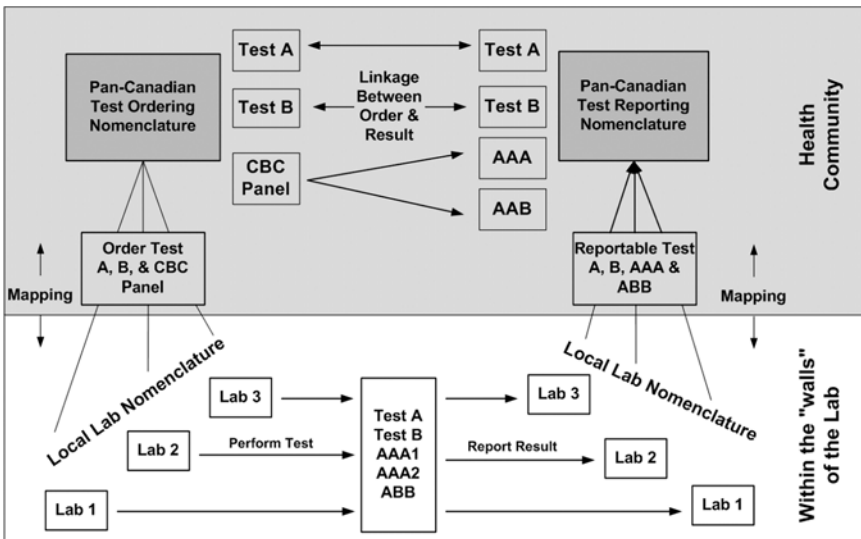 Pan-Canadian
Test Ordering
Nomenclature
Test A
Test B
CBC
Panel
Linkage
Between
Order &
Result
Test A
Test B
AAA
AAB
Pan-Canadian
Test Reporting
Nomenclature
Health
Community
Mapping
Order Test
A, B, & CBC
Panel
Reportable Test
A, B, AAA &
ABB
Mapping
Local Lab Nomenclature
Lab 3
Lab 2
Lab 1
Perform Test
Test A
Test B
AAA1
AAA2
ABB
Report Result
Local Lab Nomenclature
Lab 3
Lab 2
Lab 1
Within the "walls"
of the Lab